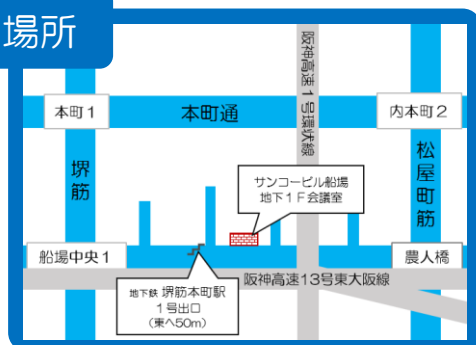 場所
阪神高速1号環状線
本町1
本町通
内本町2
堺筋
松屋町筋
サンコービル船場
地下1F会議室
船場中央1
農人橋
阪神高速13号東大阪線
地下鉄 堺筋本町駅
1号出口
(東へ50m)